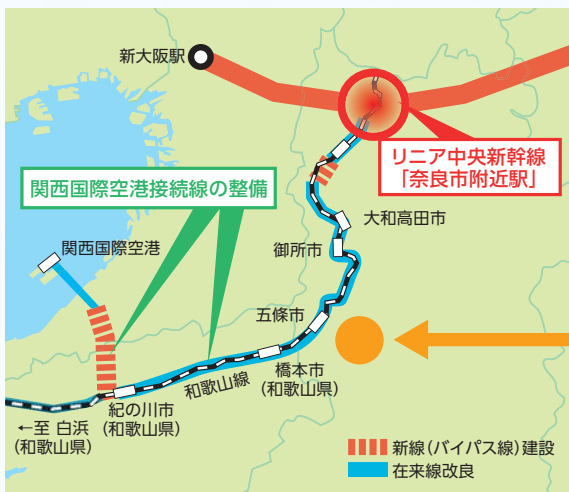 新大阪駅
リニア中央新幹線
「奈良市附近駅」
関西国際空港接続線の整備
大和高田市
関西国際空港
御所市
五條市
橋本市
(和歌山県)
和歌山線
紀の川市
(和歌山県)
←至 白浜
(和歌山県)
新線(バイパス線)建設
在来線改良